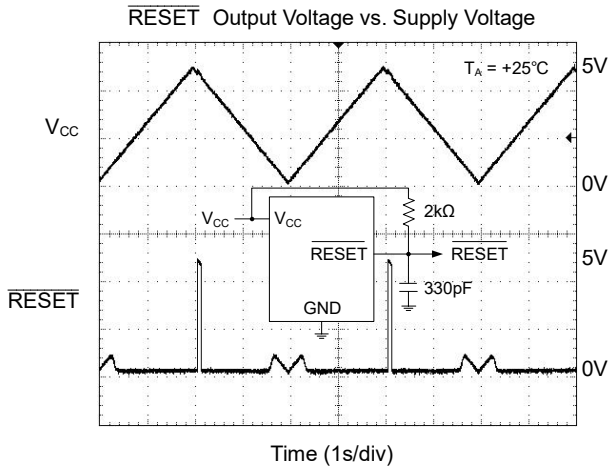 RESET Output Voltage vs. Supply Voltage
TA = +25°C
5V
VCC
0V
VCC
VCC
2kΩ
RESET
RESET
5V
330pF
GND
RESET
0V
Time (1s/div)